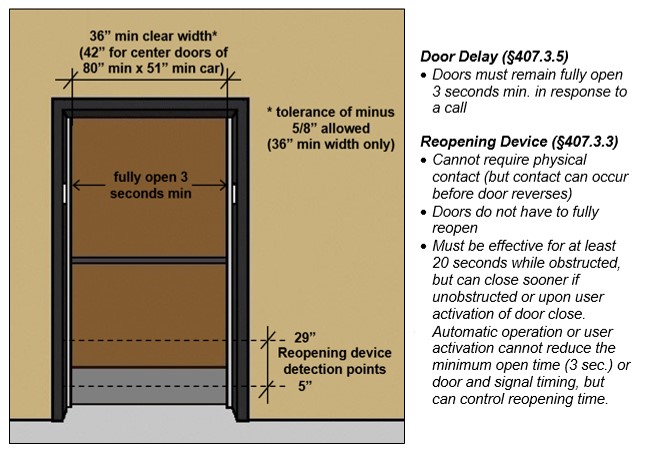 36” min clear width*
(42” for center doors of
80” min x 51” min car)
* tolerance of minus
5/8” allowed
(36” min width only)
fully open 3
seconds min
29”
Reopening device
detection points
5”
Door Delay (§407.3.5)
• Doors must remain fully open
3 seconds min. in response to
a call
Reopening Device (§407.3.3)
• Cannot require physical
contact (but contact can occur
before door reverses)
• Doors do not have to fully
reopen
• Must be effective for at least
20 seconds while obstructed,
but can close sooner if
unobstructed or upon user
activation of door close.
Automatic operation or user
activation cannot reduce the
minimum open time (3 sec.) or
door and signal timing, but
can control reopening time.